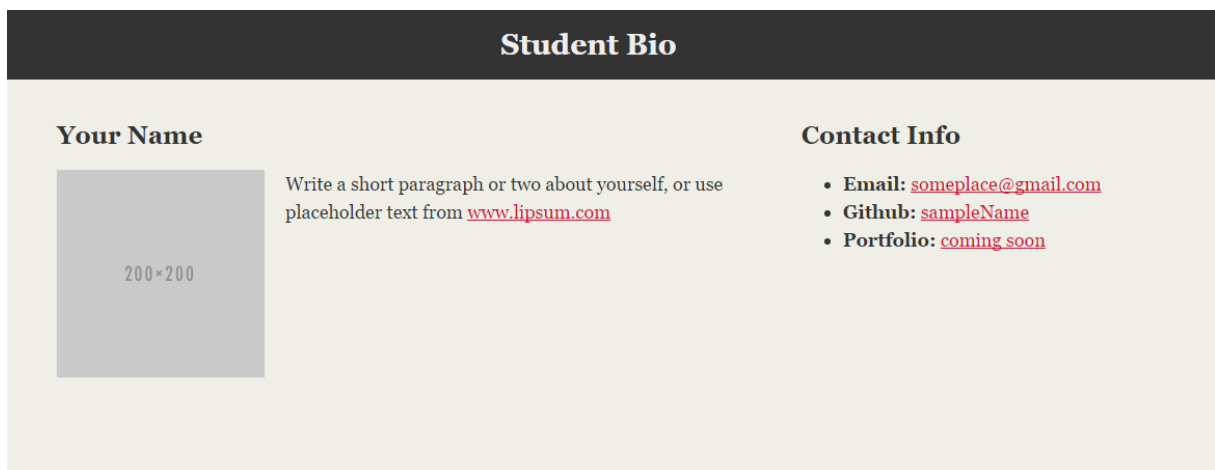 Student Bio
Your Name
200×200
Write a short paragraph or two about yourself, or use
placeholder text from www.lipsum.com
Contact Info
Email: someplace@gmail.com
Github: sampleName
Portfolio: coming soon